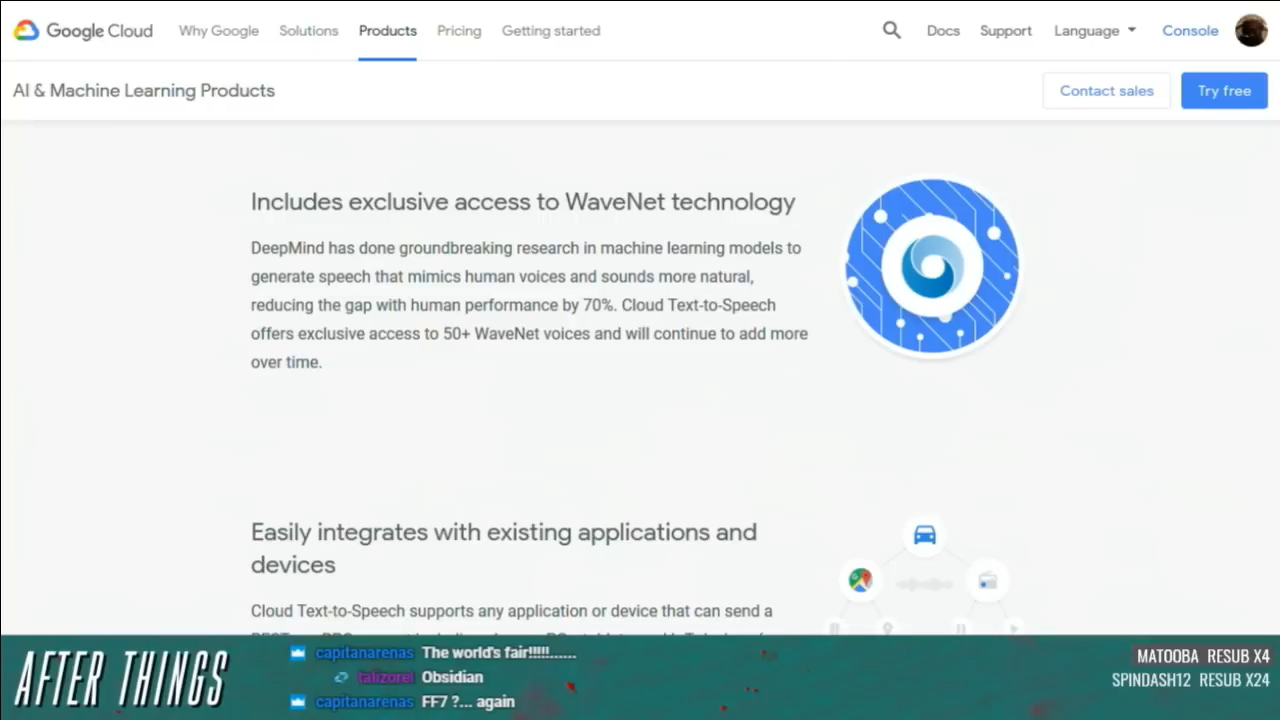 Google Cloud Why Google Solutions Products Pricing Getting started Docs Support Language Console
AI & Machine Learning Products Contact sales Try free
Includes exclusive access to WaveNet technology
DeepMind has done groundbreaking research in machine learning models to
generate speech that mimics human voices and sounds more natural,
reducing the gap with human performance by 70%. Cloud Text-to-Speech
offers exclusive access to 50+ WaveNet voices and will continue to add more
over time.
Easily integrates with existing applications and
devices
Cloud Text-to-Speech supports any application or device that can send a
AFTER THINGS
capitanarenas The world's fair!!!!!......
talizorel Obsidian
capitanarenas FF7 ?... again
MATOOBA RESUB X4
SPINDASH12 RESUB X24